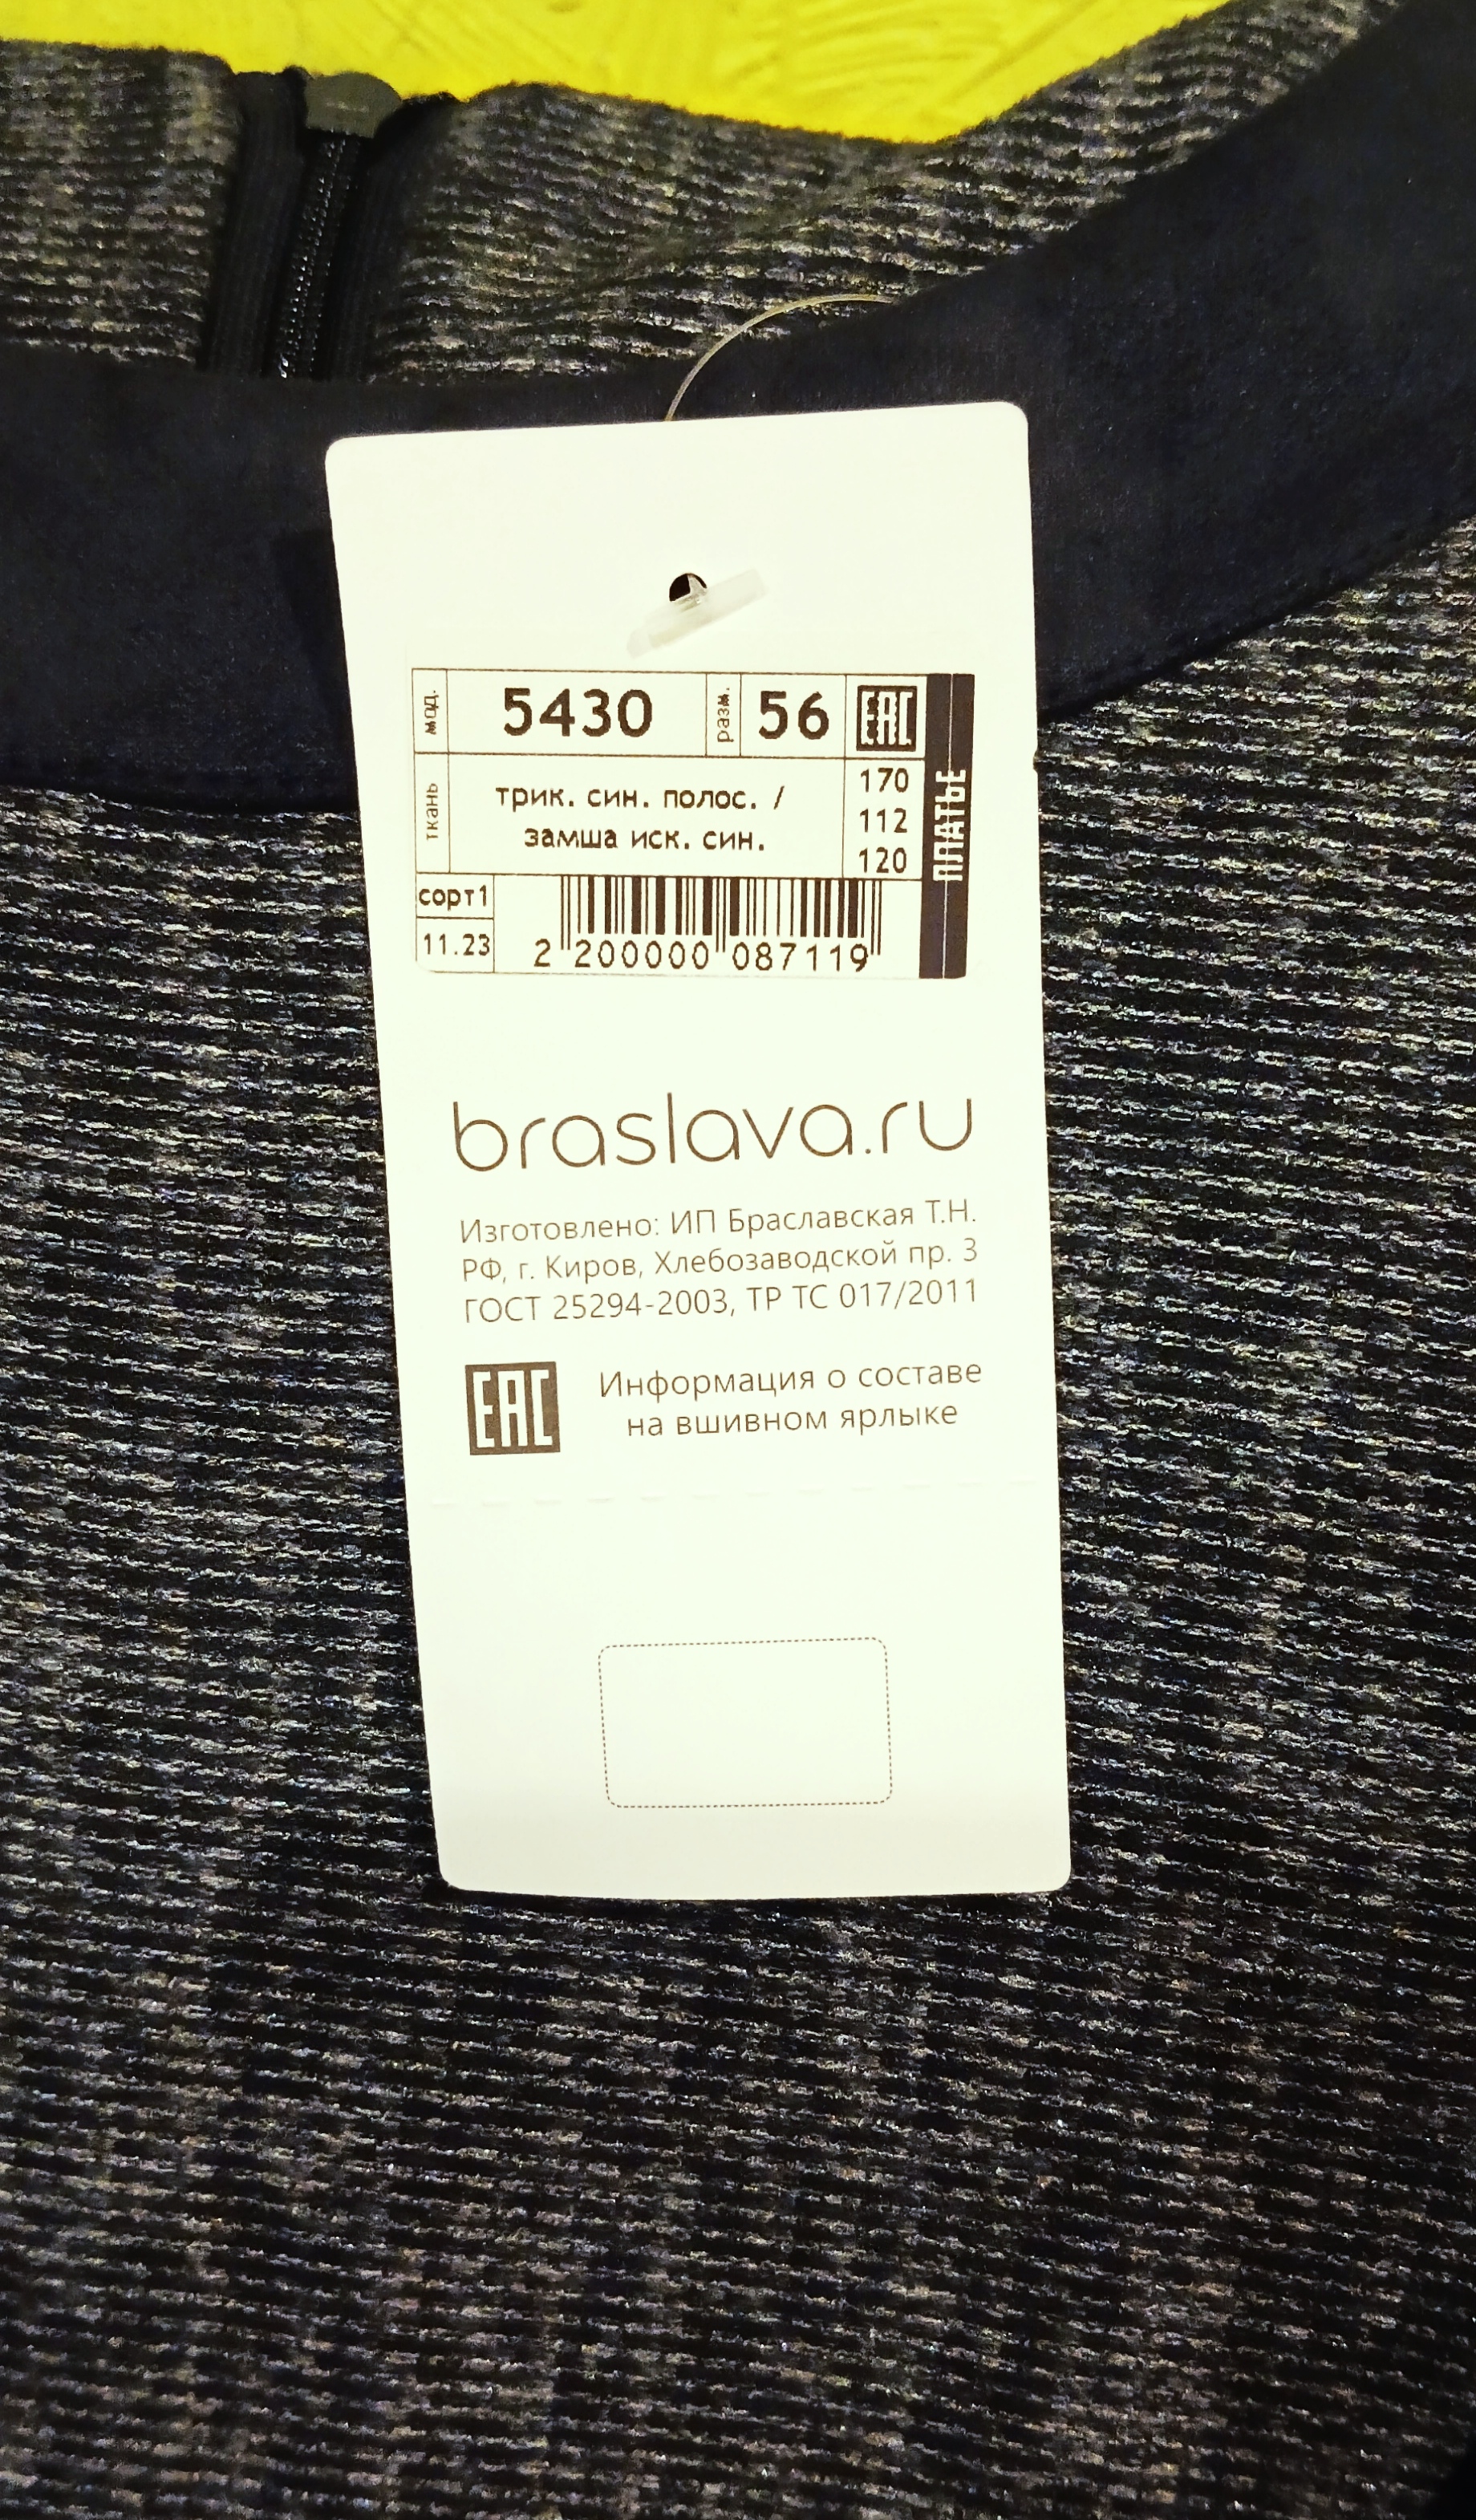 мод. 5430 разм. 56 EAC
ткань трик. син. полос. / 170
замша иск. син. 112
120
ПЛАТЬЕ
сорт1
11.23
2 200000 087119
braslava.ru
Изготовлено: ИП Браславская Т.Н.
РФ, г. Киров, Хлебозаводской пр. 3
ГОСТ 25294-2003, ТР ТС 017/2011
EAC
Информация о составе
на вшивном ярлыке